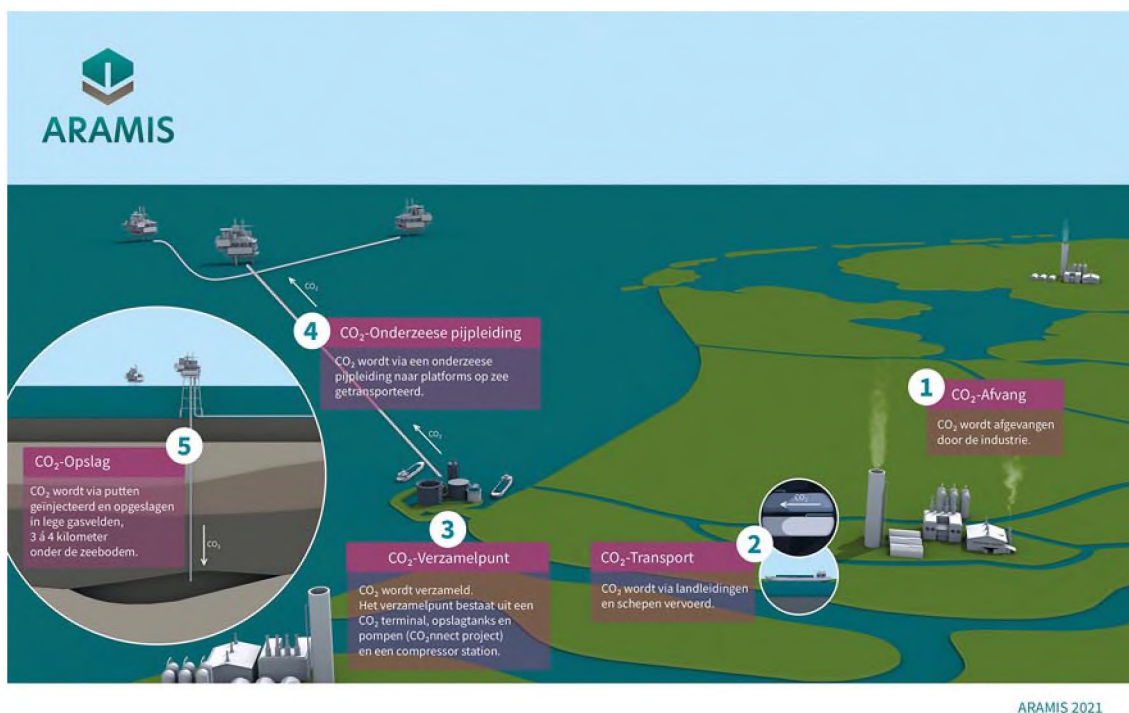 ARAMIS
1
CO₂-Afvang
CO₂ wordt afgevangen
door de industrie.
2
CO₂-Transport
CO₂ wordt via landleidingen
en schepen vervoerd.
CO₂
3
CO₂-Verzamelpunt
CO₂ wordt verzameld.
Het verzamelpunt bestaat uit een
CO₂ terminal, opslagtanks en
pompen (CO₂nnect project)
en een compressor station.
CO₂
4
CO₂-Onderzeese pijpleiding
CO₂ wordt via een onderzeese
pijpleiding naar platforms op zee
getransporteerd.
CO₂
5
CO₂-Opslag
CO₂ wordt via putten
geïnjecteerd en opgeslagen
in lege gasvelden,
3 á 4 kilometer
onder de zeebodem.
CO₂
ARAMIS 2021